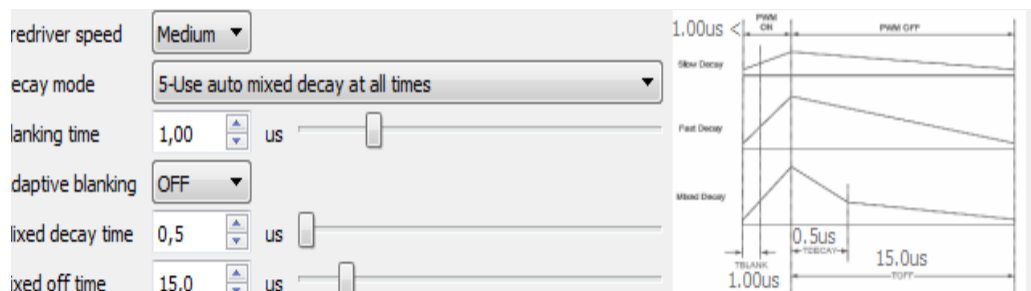 redriver speed Medium
ecay mode 5-Use auto mixed decay at all times
lanking time 1,00 us
daptive blanking OFF
lixed decay time 0,5 us
ixed off time 15,0 us
1.00us <
PWM ON
PWM OFF
Slow Decay
Fast Decay
Mixed Decay
0.5us
TDECAY
15.0us
TBLANK
TOFF
1.00us